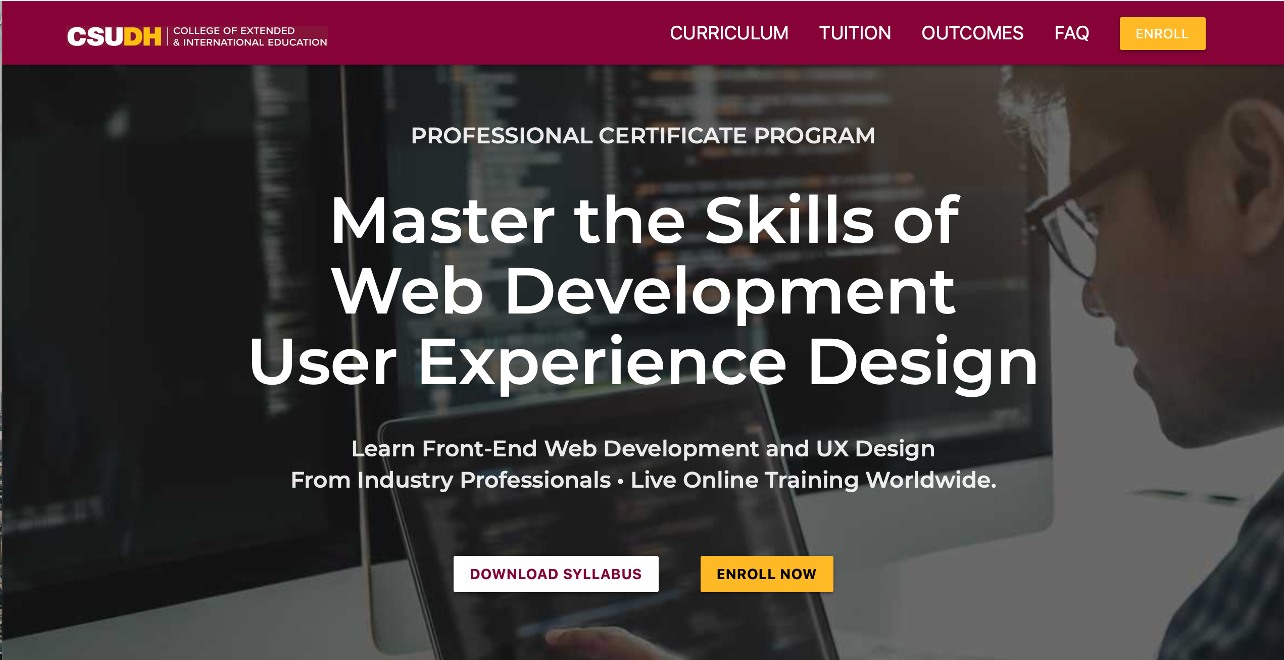 CSUDH
COLLEGE OF EXTENDED
& INTERNATIONAL EDUCATION
CURRICULUM
TUITION
OUTCOMES
FAQ
ENROLL
PROFESSIONAL CERTIFICATE PROGRAM
Master the Skills of
Web Development
User Experience Design
Learn Front-End Web Development and UX Design
From Industry Professionals • Live Online Training Worldwide.
DOWNLOAD SYLLABUS
ENROLL NOW